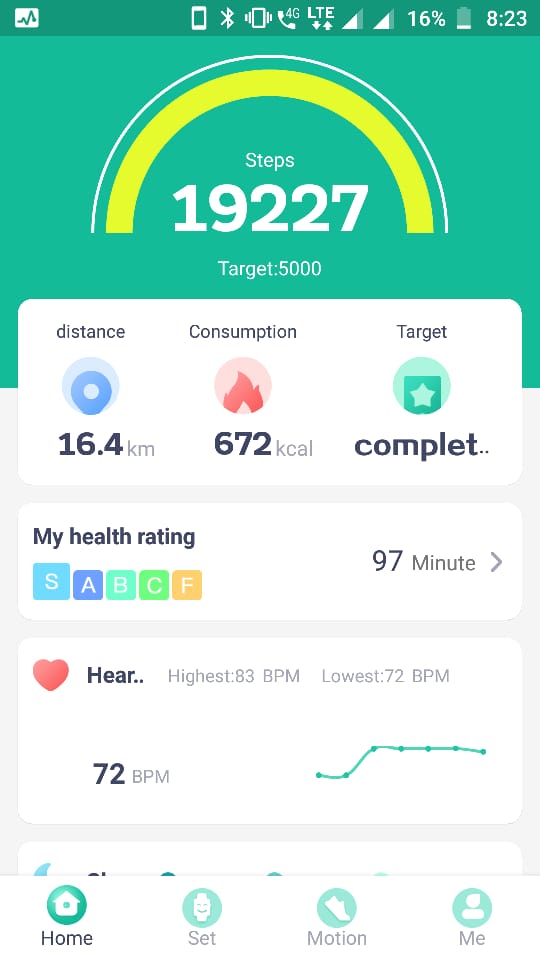 4G LTE 16% 8:23
Steps
19227
Target:5000
distance Consumption Target
16.4 km 672 kcal complet..
My health rating
S A B C F
97 Minute
Hear.. Highest:83 BPM Lowest:72 BPM
72 BPM
Home Set Motion Me